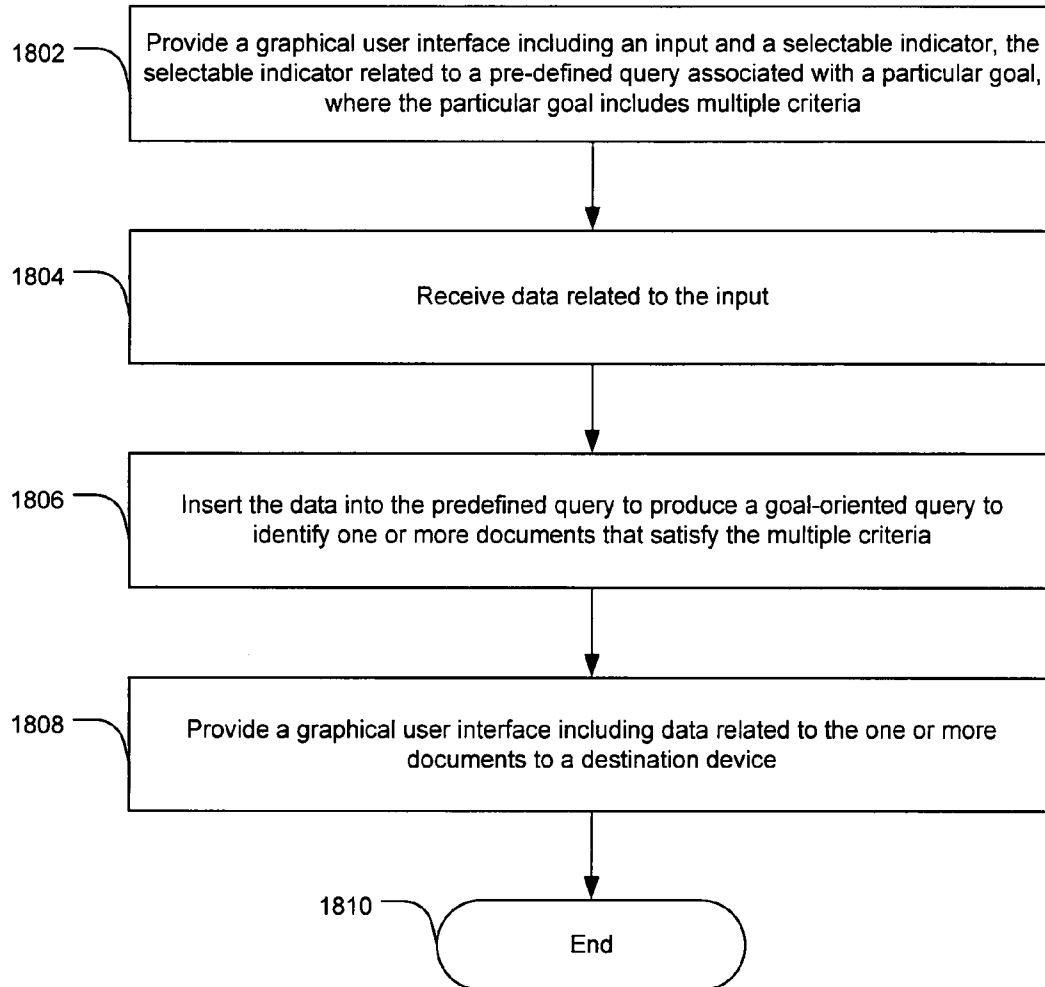 1802
Provide a graphical user interface including an input and a selectable indicator, the
selectable indicator related to a pre-defined query associated with a particular goal,
where the particular goal includes multiple criteria
1804
Receive data related to the input
1806
Insert the data into the predefined query to produce a goal-oriented query to
identify one or more documents that satisfy the multiple criteria
1808
Provide a graphical user interface including data related to the one or more
documents to a destination device
1810
End